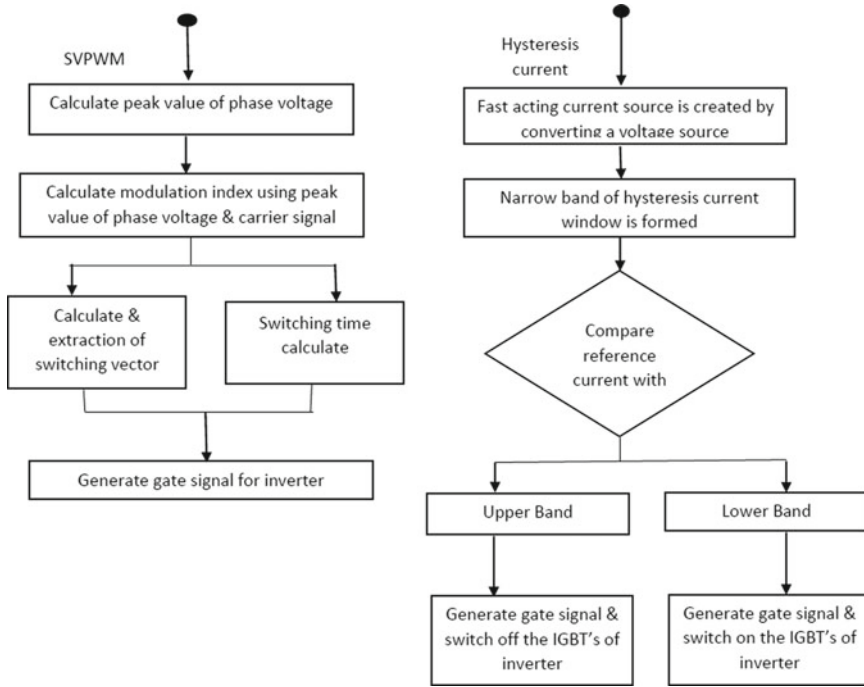 SVPWM
Calculate peak value of phase voltage
Calculate modulation index using peak
value of phase voltage & carrier signal
Calculate &
extraction of
switching vector
Switching time
calculate
Generate gate signal for inverter
Hysteresis
current
Fast acting current source is created by
converting a voltage source
Narrow band of hysteresis current
window is formed
Compare
reference
current with
Upper Band
Lower Band
Generate gate signal &
switch off the IGBT's of
inverter
Generate gate signal &
switch on the IGBT's of
inverter